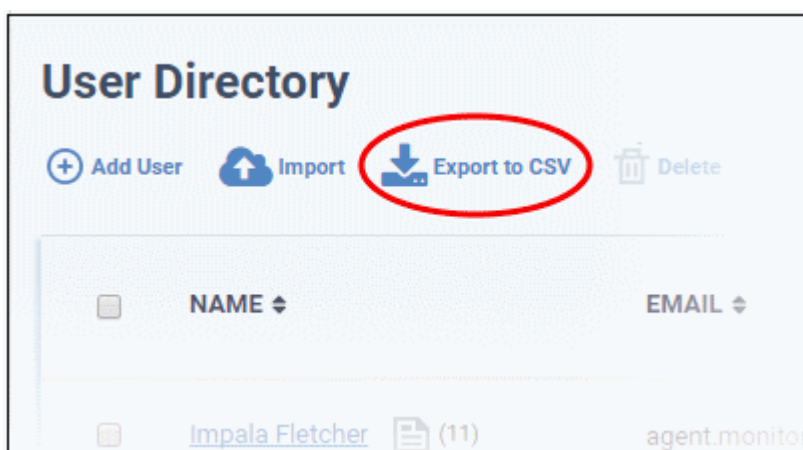 User Directory
Add User Import Export to CSV Delete
NAME EMAIL
Impala Fletcher (11) agent.monitor